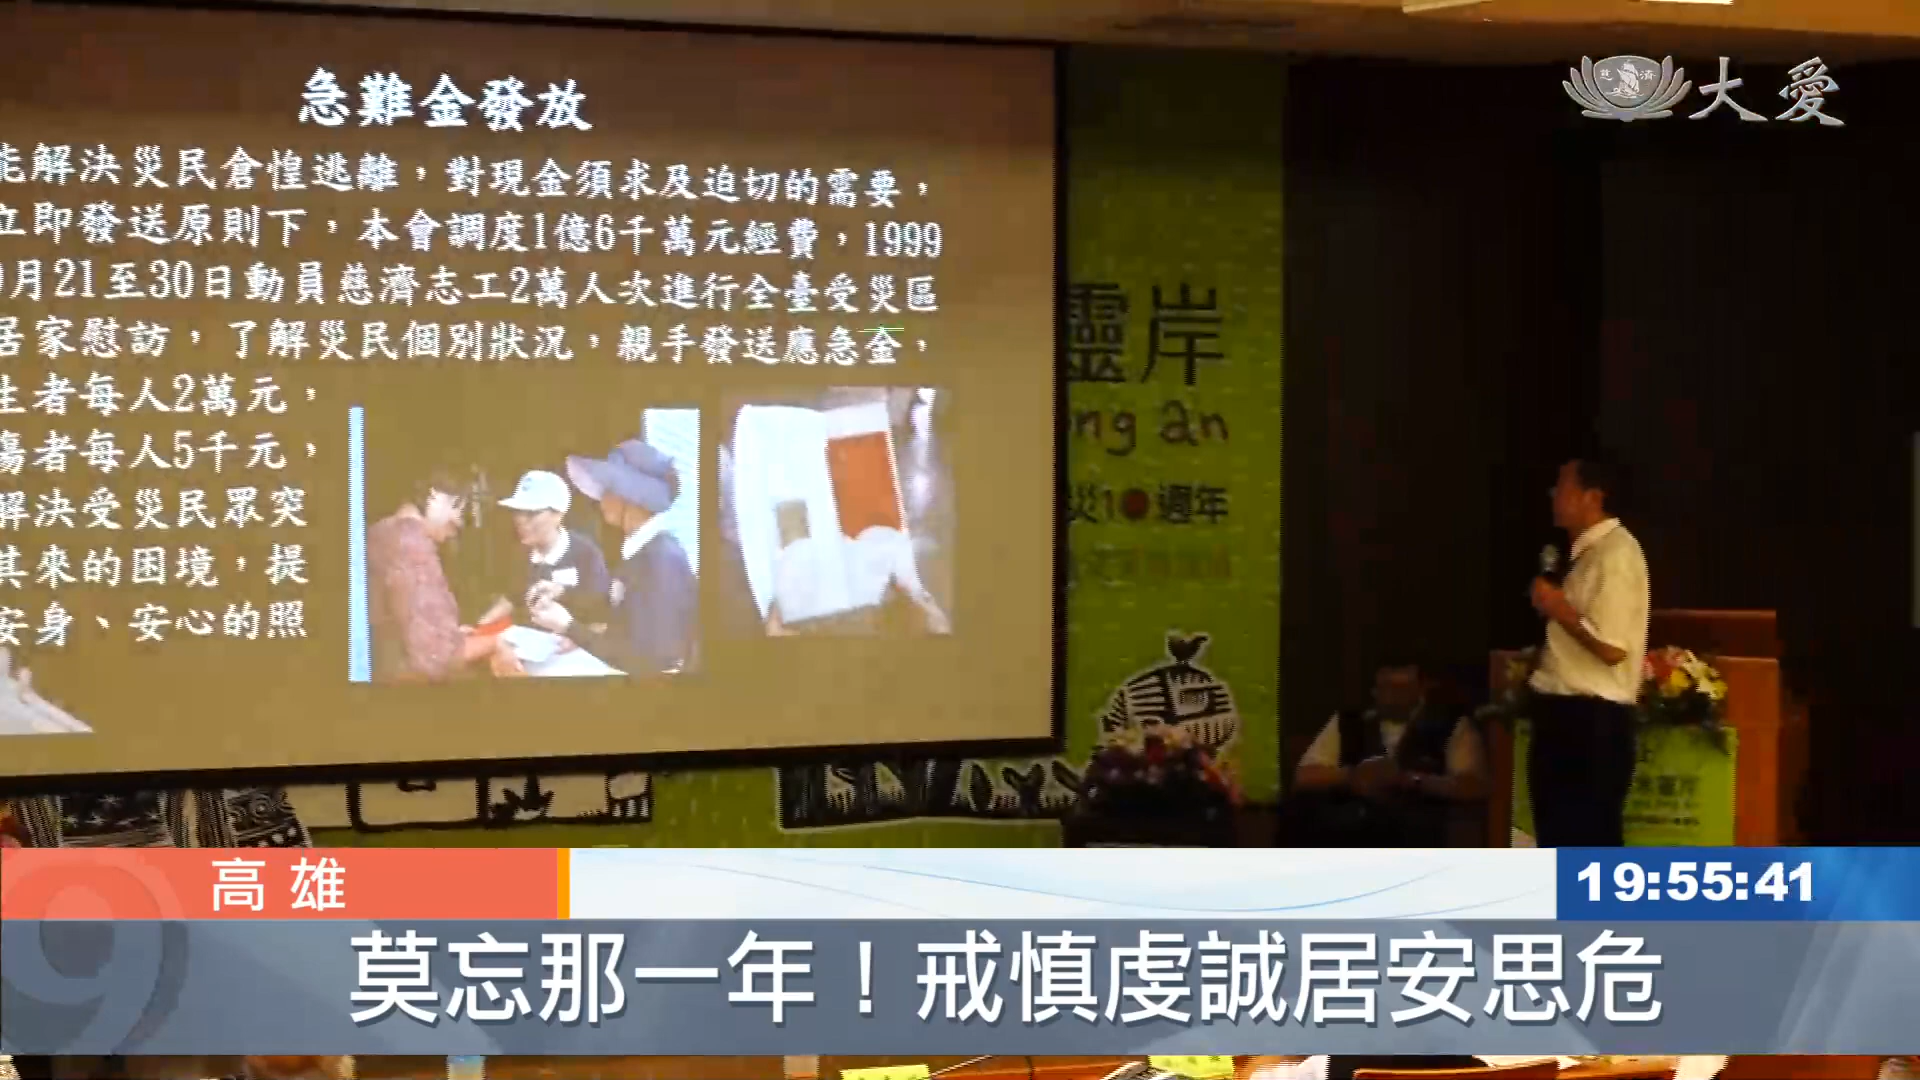 急難金發放
能解決災民倉惶逃離，對現金須求及迫切的需要，
立即發送原則下，本會調度1億6千萬元經費，1999
月21至30日動員慈濟志工2萬人次進行全臺受災區
居家慰訪，了解災民個別狀況，親手發送應急金，
生者每人2萬元，
傷者每人5千元，
解決受災民眾突
其來的困境，提
安身、安心的照
慈濟
大愛
靈岸
ng an
災10週年
高雄
19:55:41
莫忘那一年！戒慎虔誠居安思危